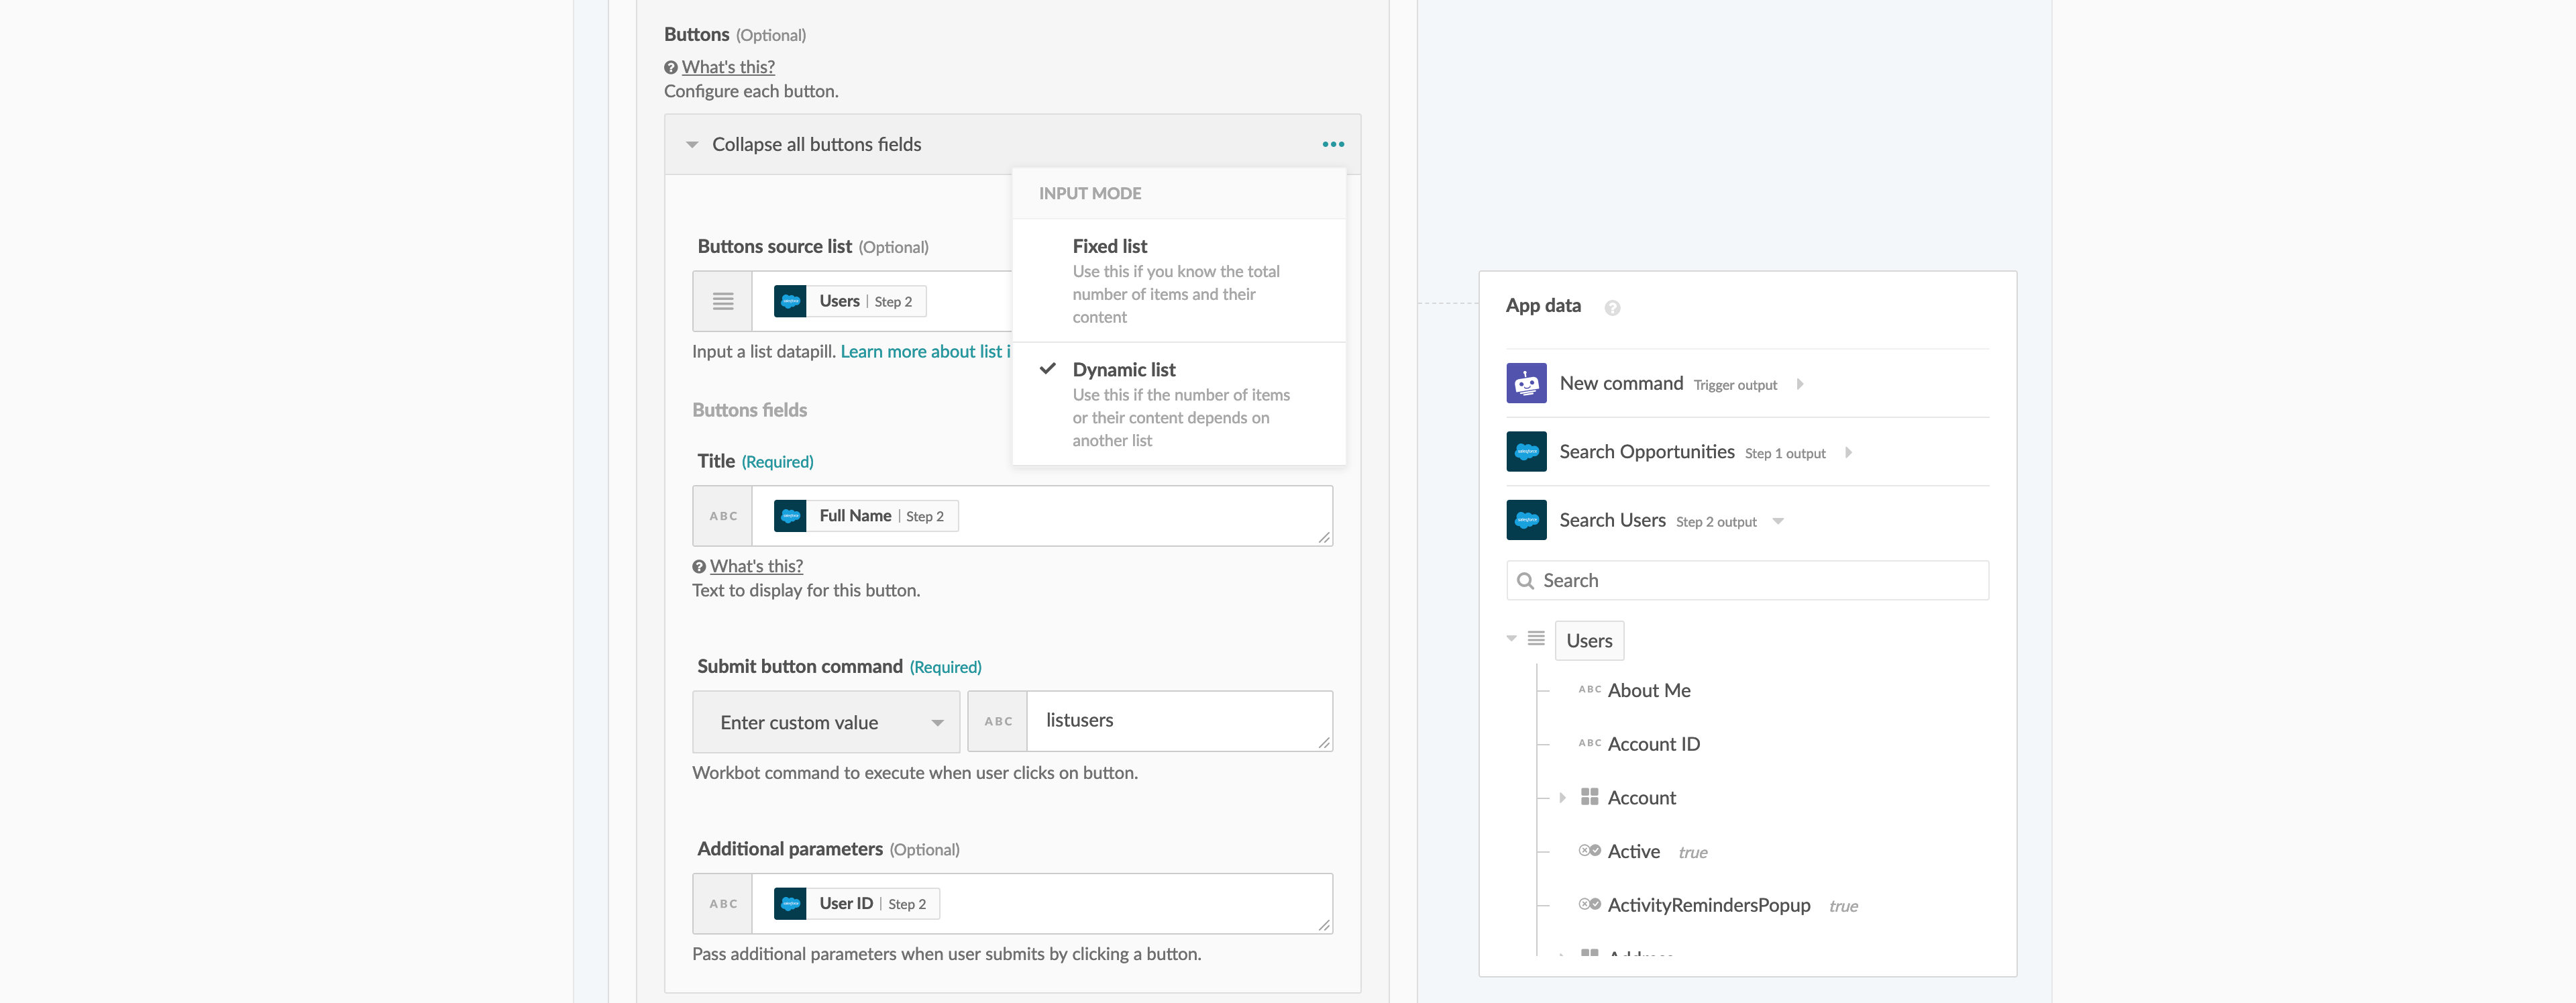 Buttons (Optional)
What's this?
Configure each button.
Collapse all buttons fields
INPUT MODE
Fixed list
Use this if you know the total
number of items and their
content
Dynamic list
Use this if the number of items
or their content depends on
another list
Buttons source list (Optional)
Users | Step 2
Input a list datapill. Learn more about list i
Buttons fields
Title (Required)
ABC Full Name | Step 2
What's this?
Text to display for this button.
Submit button command (Required)
Enter custom value ABC listusers
Workbot command to execute when user clicks on button.
Additional parameters (Optional)
ABC User ID | Step 2
Pass additional parameters when user submits by clicking a button.
App data
New command Trigger output
Search Opportunities Step 1 output
Search Users Step 2 output
Search
Users
ABC About Me
ABC Account ID
Account
Active true
ActivityRemindersPopup true